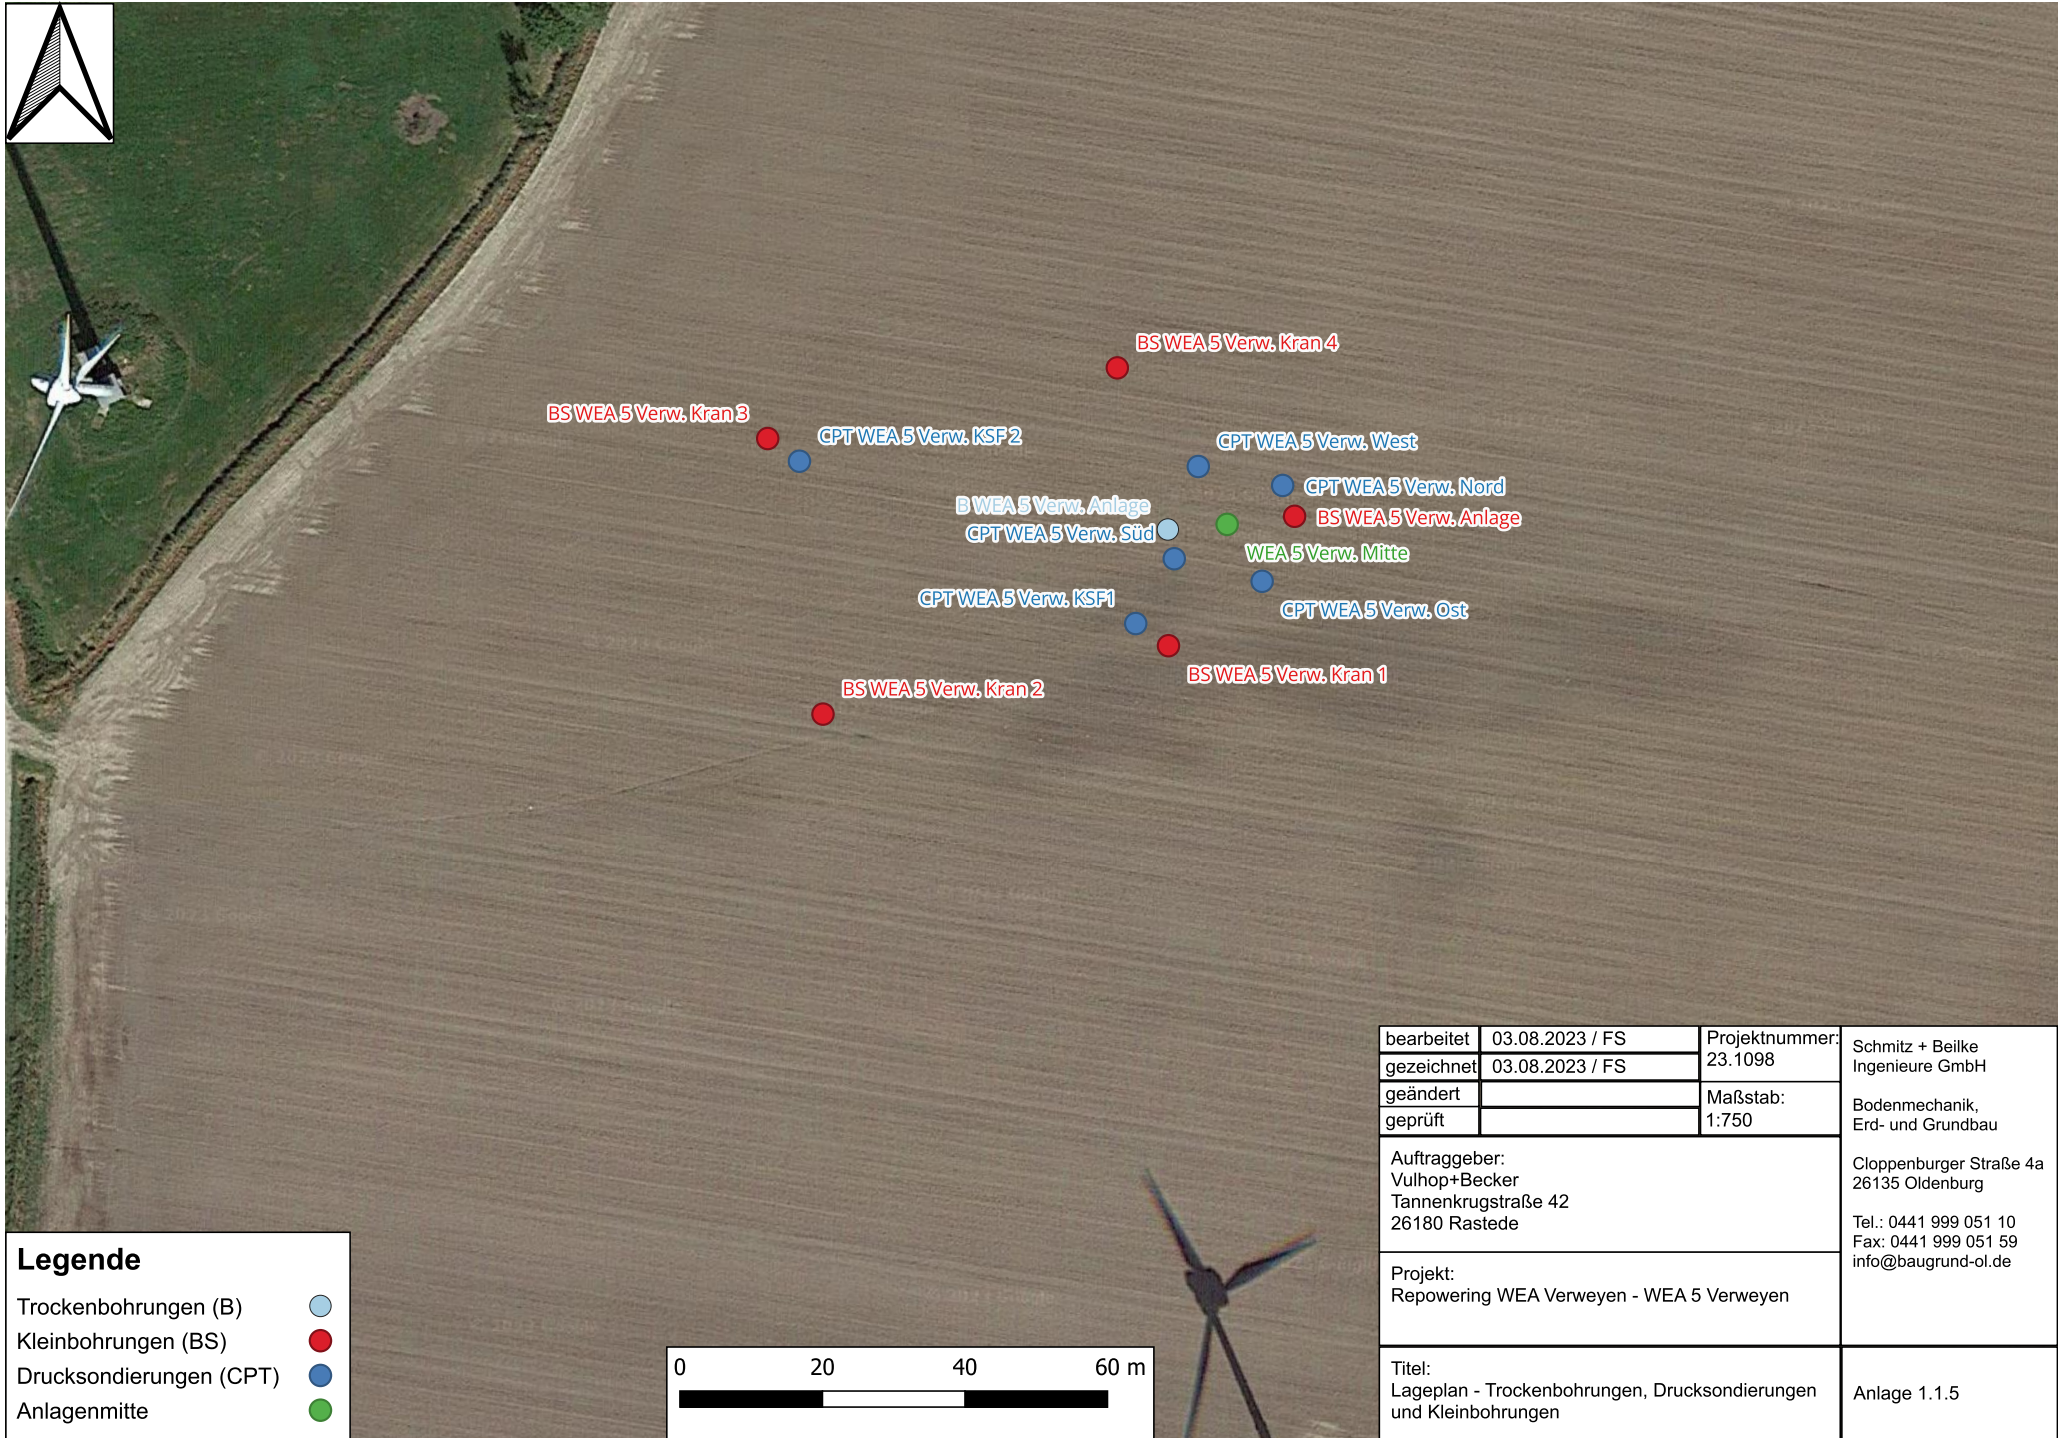 BS WEA 5 Verw. Kran 4
BS WEA 5 Verw. Kran 3
CPT WEA 5 Verw. KSF 2
CPT WEA 5 Verw. West
CPT WEA 5 Verw. Nord
B WEA 5 Verw. Anlage
BS WEA 5 Verw. Anlage
CPT WEA 5 Verw. Süd
WEA 5 Verw. Mitte
CPT WEA 5 Verw. KSF1
CPT WEA 5 Verw. Ost
BS WEA 5 Verw. Kran 1
BS WEA 5 Verw. Kran 2
Legende
Trockenbohrungen (B)
Kleinbohrungen (BS)
Drucksondierungen (CPT)
Anlagenmitte
0 20 40 60 m
bearbeitet 03.08.2023 / FS
gezeichnet 03.08.2023 / FS
geändert
geprüft
Projektnummer:
23.1098
Maßstab:
1:750
Auftraggeber:
Vulhop+Becker
Tannenkrugstraße 42
26180 Rastede
Projekt:
Repowering WEA Verweyen - WEA 5 Verweyen
Titel:
Lageplan - Trockenbohrungen, Drucksondierungen
und Kleinbohrungen
Schmitz + Beilke
Ingenieure GmbH
Bodenmechanik,
Erd- und Grundbau
Cloppenburger Straße 4a
26135 Oldenburg
Tel.: 0441 999 051 10
Fax: 0441 999 051 59
info@baugrund-ol.de
Anlage 1.1.5